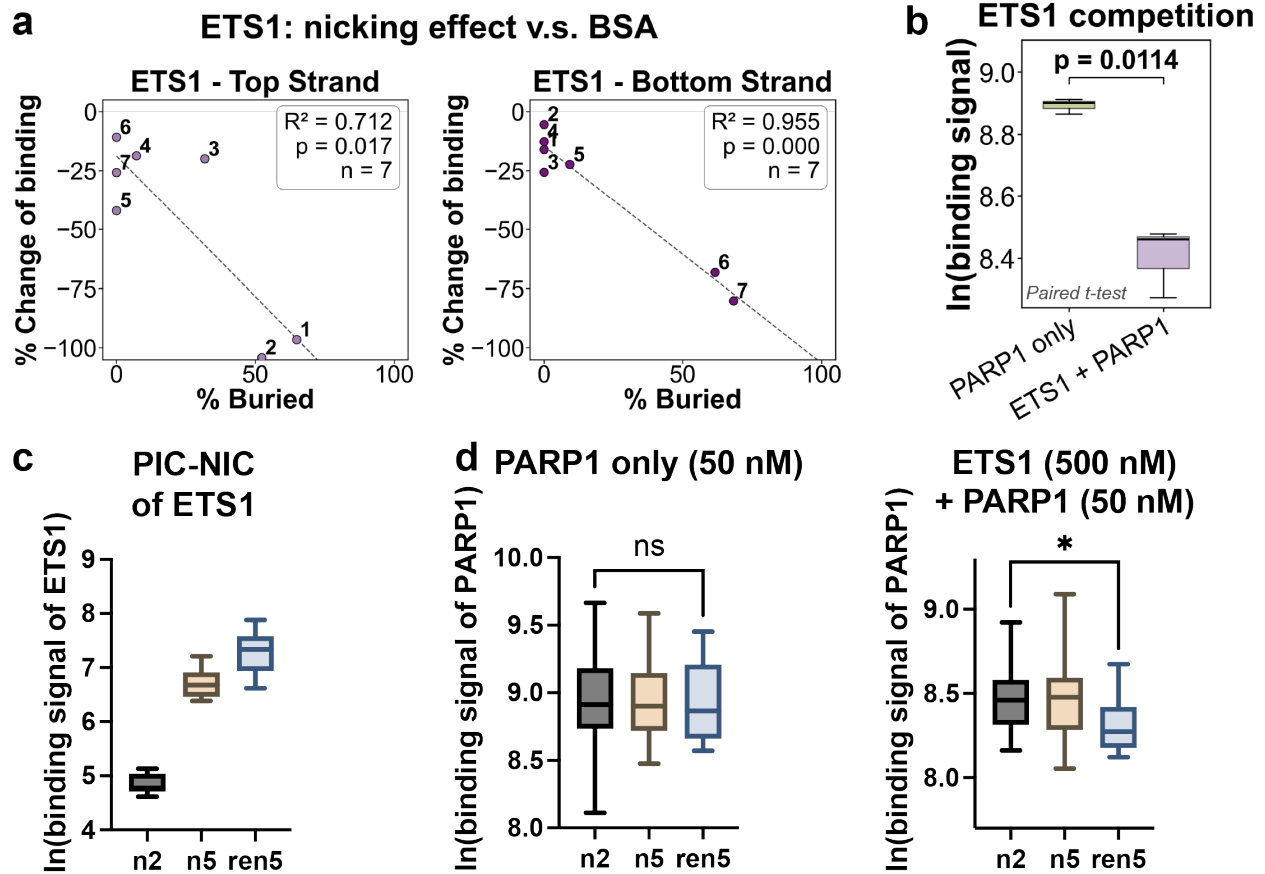 a
ETS1: nicking effect v.s. BSA
ETS1 - Top Strand
% Change of binding
0
−25
−50
−75
−100
R² = 0.712
p = 0.017
n = 7
6
4
3
7
5
1
2
0
50
100
% Buried
ETS1 - Bottom Strand
% Change of binding
0
−25
−50
−75
−100
R² = 0.955
p = 0.000
n = 7
2
4
1
3
5
6
7
0
50
100
% Buried
b
ETS1 competition
ln(binding signal)
9.0
8.8
8.6
8.4
p = 0.0114
Paired t-test
PARP1 only
ETS1 + PARP1
c
PIC-NIC
of ETS1
ln(binding signal of ETS1)
9
8
7
6
5
4
n2
n5
ren5
d
PARP1 only (50 nM)
ln(binding signal of PARP1)
10.0
9.5
9.0
8.5
8.0
ns
n2
n5
ren5
ETS1 (500 nM)
+ PARP1 (50 nM)
ln(binding signal of PARP1)
9.0
8.5
8.0
*
n2
n5
ren5